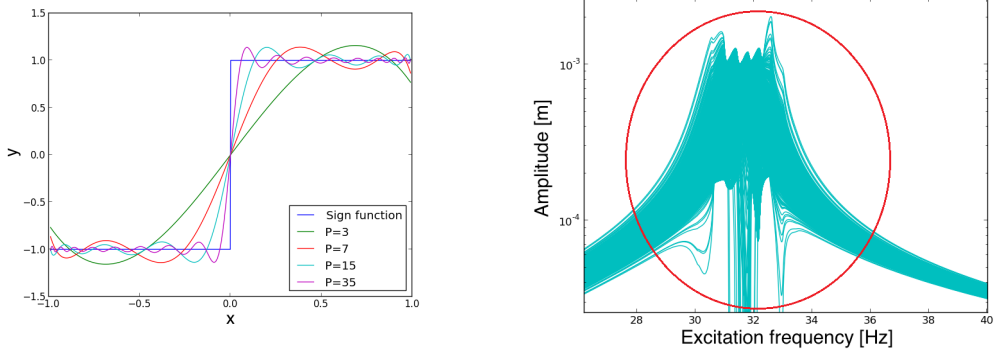 1.5
1.0
0.5
0.0
−0.5
−1.0
−1.5
y
−1.0
−0.5
0.0
0.5
1.0
x
Sign function
P=3
P=7
P=15
P=35
10-3
10-4
Amplitude [m]
28
30
32
34
36
38
40
Excitation frequency [Hz]